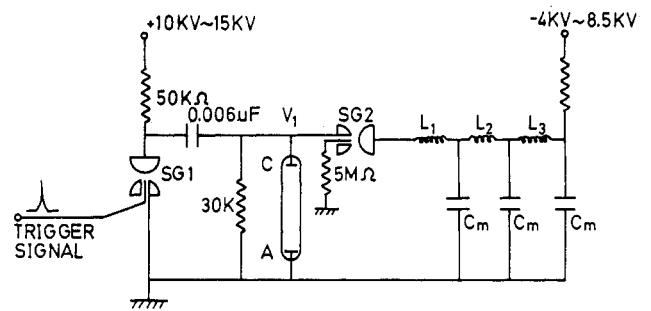 +10KV~15KV
-4KV~8.5KV
50KΩ
0.006μF
V₁
SG2
L₁
L₂
L₃
SG1
C
5MΩ
30K
Cₘ
Cₘ
Cₘ
TRIGGER
SIGNAL
A